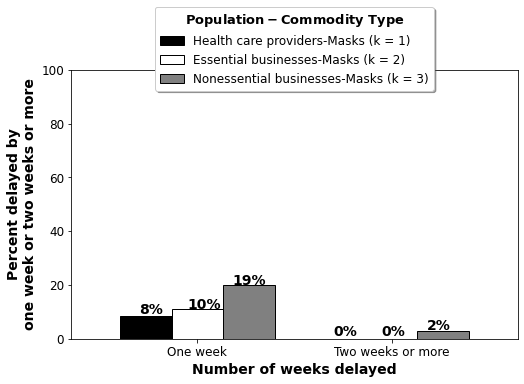 Population − Commodity Type
Health care providers-Masks (k = 1)
Essential businesses-Masks (k = 2)
Nonessential businesses-Masks (k = 3)
Percent delayed by
one week or two weeks or more
100
80
60
40
20
0
8%
10%
19%
0%
0%
2%
One week
Two weeks or more
Number of weeks delayed